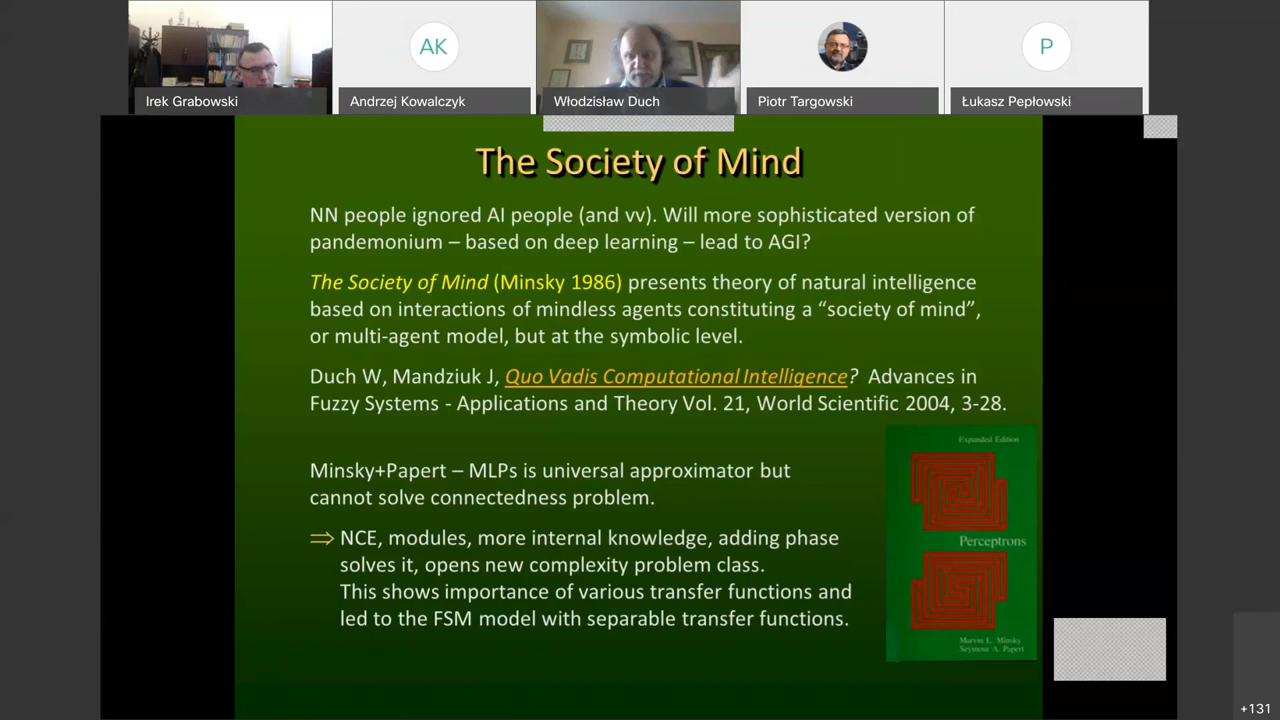 AK
P
Irek Grabowski
Andrzej Kowalczyk
Włodzisław Duch
Piotr Targowski
Łukasz Pepłowski
The Society of Mind
NN people ignored AI people (and vv). Will more sophisticated version of
pandemonium – based on deep learning – lead to AGI?
The Society of Mind (Minsky 1986) presents theory of natural intelligence
based on interactions of mindless agents constituting a “society of mind”,
or multi-agent model, but at the symbolic level.
Duch W, Mandziuk J, Quo Vadis Computational Intelligence? Advances in
Fuzzy Systems - Applications and Theory Vol. 21, World Scientific 2004, 3-28.
Minsky+Papert – MLPs is universal approximator but
cannot solve connectedness problem.
⇒ NCE, modules, more internal knowledge, adding phase
solves it, opens new complexity problem class.
This shows importance of various transfer functions and
led to the FSM model with separable transfer functions.
Expanded Edition
Perceptrons
Marvin L. Minsky
Seymour A. Papert
+131